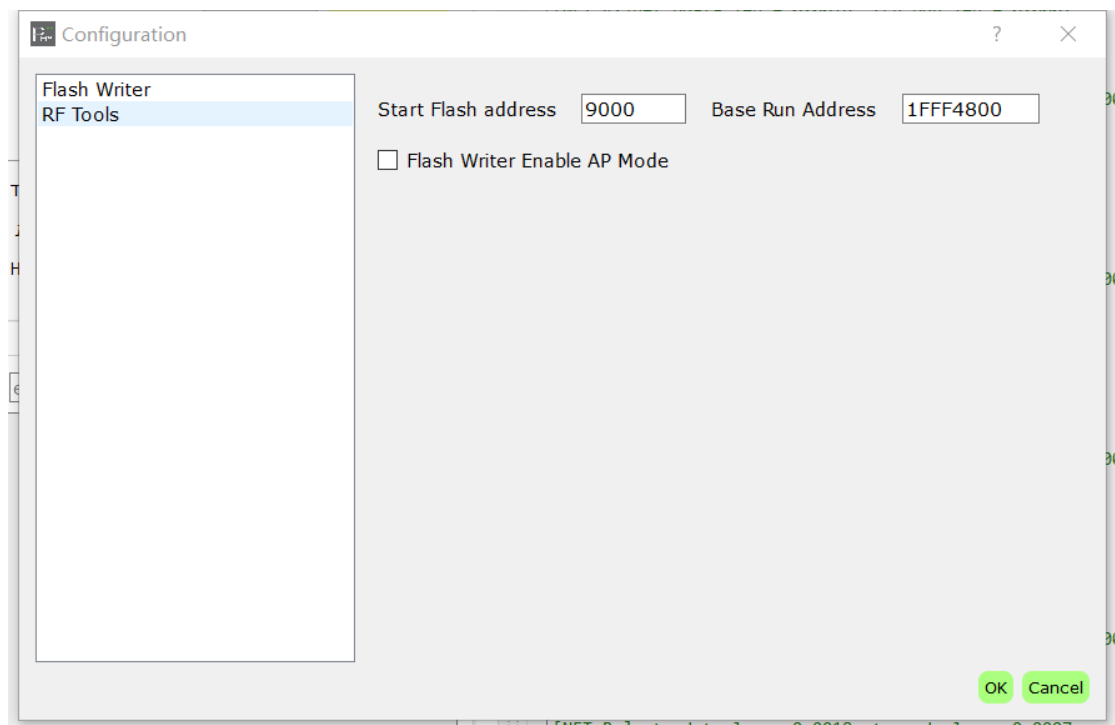 Configuration
?
Flash Writer
RF Tools
Start Flash address 9000 Base Run Address 1FFF4800
Flash Writer Enable AP Mode
T
H
e
OK Cancel